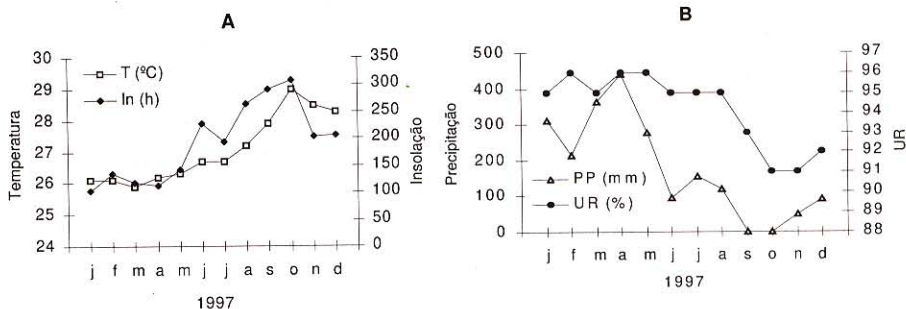 A
Temperatura
30
29
28
27
26
25
24
T (ºC)
In (h)
350
300
250
200
150
100
50
0
Insolação
j f m a m j j a s o n d
1997
B
Precipitação
500
400
300
200
100
0
PP (mm)
UR (%)
97
96
95
94
93
92
91
90
89
88
UR
j f m a m j j a s o n d
1997